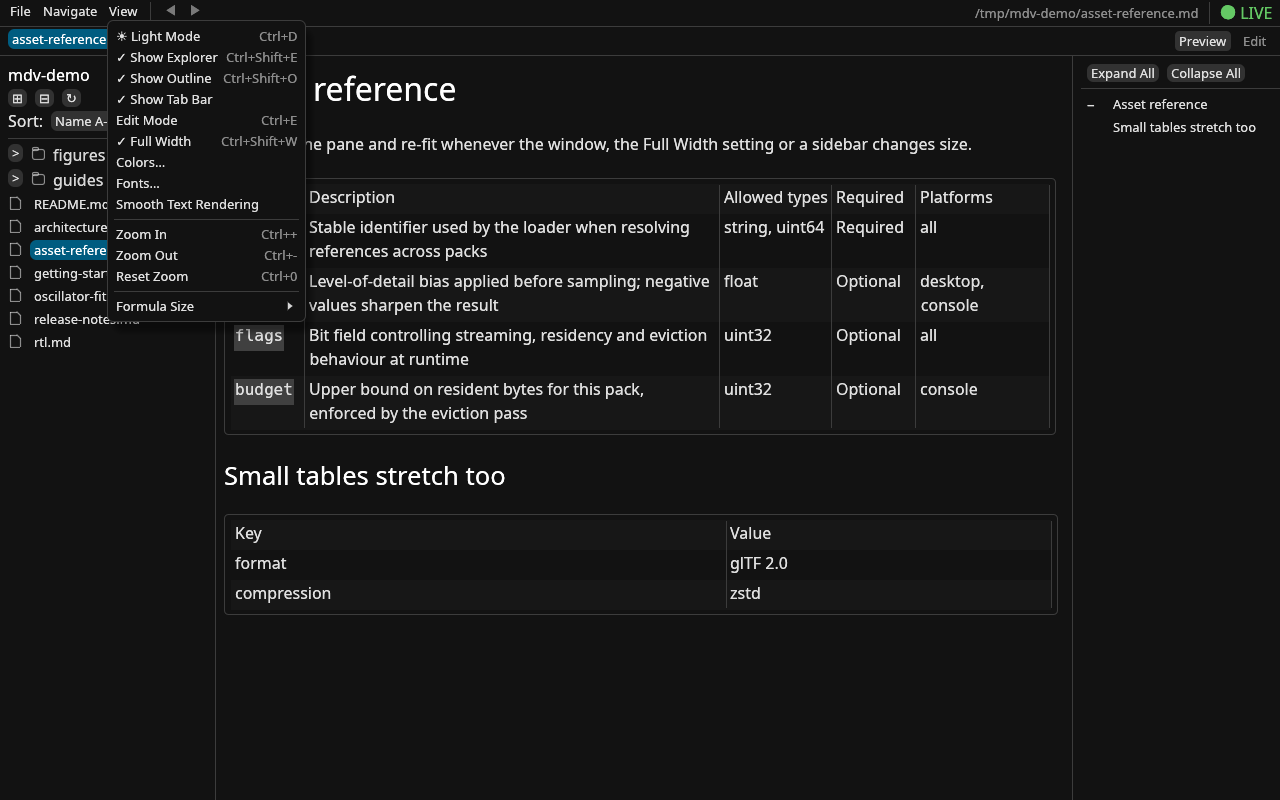 File Navigate View
/tmp/mdv-demo/asset-reference.md
LIVE
asset-reference
Preview Edit
☀ Light Mode Ctrl+D
✓ Show Explorer Ctrl+Shift+E
✓ Show Outline Ctrl+Shift+O
✓ Show Tab Bar
Edit Mode Ctrl+E
✓ Full Width Ctrl+Shift+W
Colors...
Fonts...
Smooth Text Rendering
Zoom In Ctrl++
Zoom Out Ctrl+-
Reset Zoom Ctrl+0
Formula Size
mdv-demo
Sort: Name A-
figures
guides
README.md
architecture
asset-refere
getting-star
oscillator-fit
release-notes.md
rtl.md
reference
pane and re-fit whenever the window, the Full Width setting or a sidebar changes size.
Description Allowed types Required Platforms
Stable identifier used by the loader when resolving references across packs string, uint64 Required all
Level-of-detail bias applied before sampling; negative values sharpen the result float Optional desktop, console
flags Bit field controlling streaming, residency and eviction behaviour at runtime uint32 Optional all
budget Upper bound on resident bytes for this pack, enforced by the eviction pass uint32 Optional console
Small tables stretch too
Key Value
format glTF 2.0
compression zstd
Expand All Collapse All
– Asset reference
Small tables stretch too